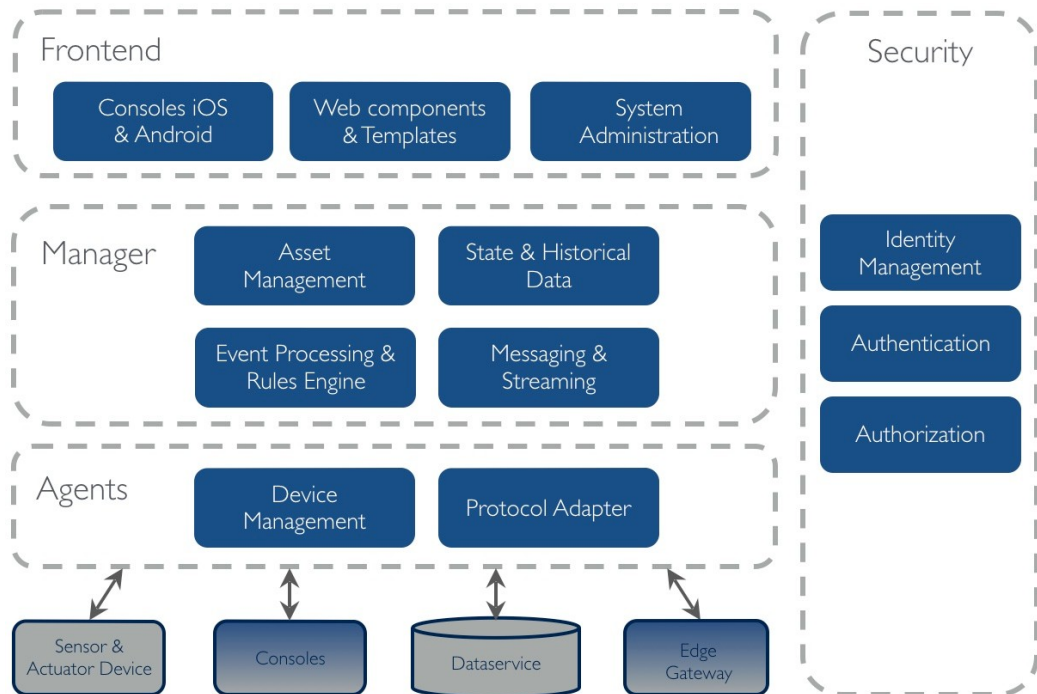 Frontend
Consoles iOS
& Android
Web components
& Templates
System
Administration
Manager
Asset
Management
State & Historical
Data
Event Processing &
Rules Engine
Messaging &
Streaming
Agents
Device
Management
Protocol Adapter
Sensor &
Actuator Device
Consoles
Dataservice
Edge
Gateway
Security
Identity
Management
Authentication
Authorization